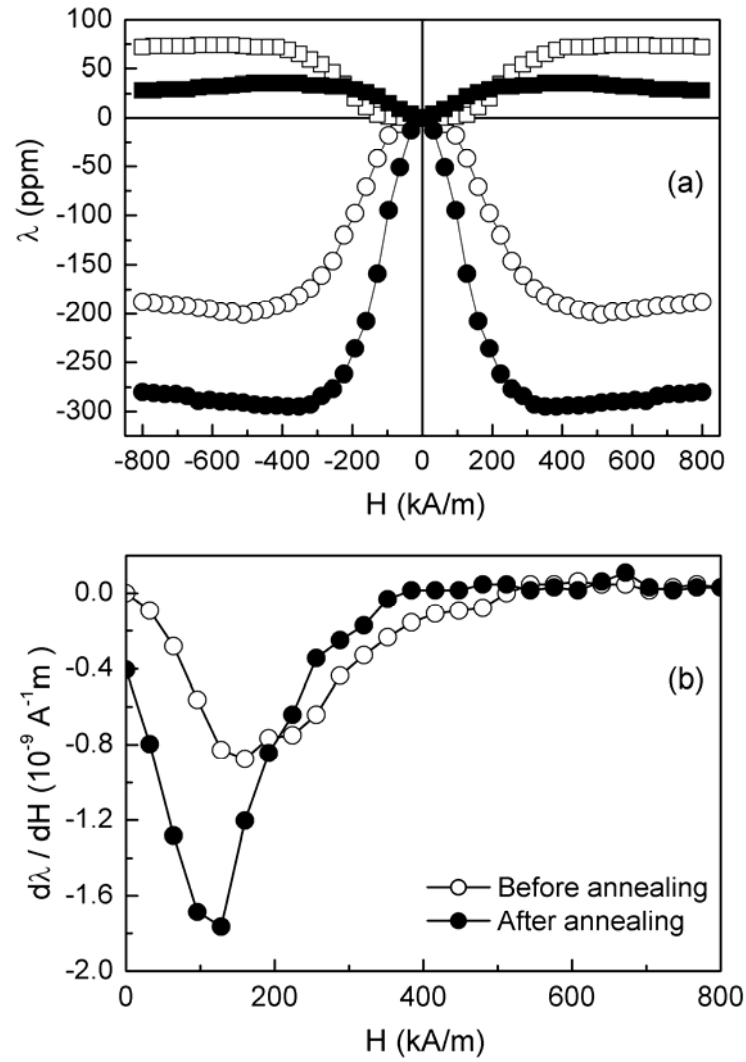 100
50
0
-50
-100
-150
-200
-250
-300
λ (ppm)
(a)
-800 -600 -400 -200 0 200 400 600 800
H (kA/m)
0.0
-0.4
-0.8
-1.2
-1.6
-2.0
dλ / dH (10⁻⁹ A⁻¹m)
(b)
Before annealing
After annealing
0 200 400 600 800
H (kA/m)